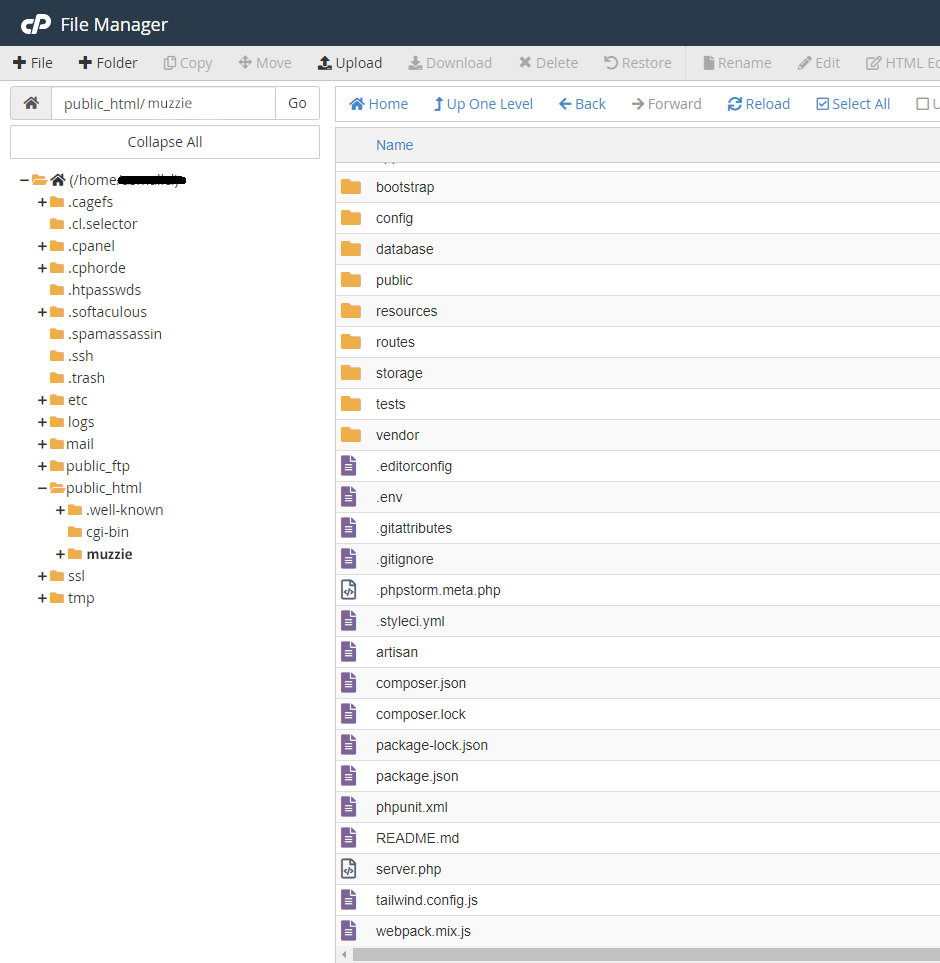 cP File Manager
File Folder Copy Move Upload Download Delete Restore Rename Edit HTML Ed
public_html/muzzie Go
Collapse All
(/home
.cagefs
.cl.selector
.cpanel
.cphorde
.htpasswds
.softaculous
.spamassassin
.ssh
.trash
etc
logs
mail
public_ftp
public_html
.well-known
cgi-bin
muzzie
ssl
tmp
Home Up One Level Back Forward Reload Select All
Name
bootstrap
config
database
public
resources
routes
storage
tests
vendor
.editorconfig
.env
.gitattributes
.gitignore
.phpstorm.meta.php
.styleci.yml
artisan
composer.json
composer.lock
package-lock.json
package.json
phpunit.xml
README.md
server.php
tailwind.config.js
webpack.mix.js